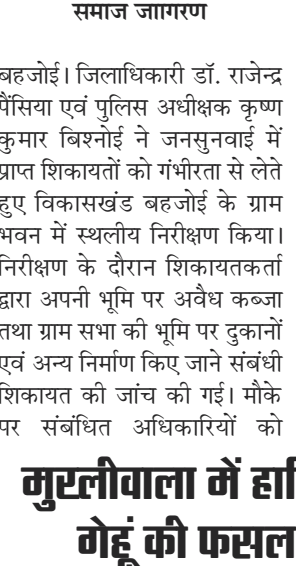 समाज जाागरण
बहजोई। जिलाधिकारी डॉ. राजेन्द्र
पैंसिया एवं पुलिस अधीक्षक कृष्ण
कुमार बिश्नोई ने जनसुनवाई में
प्राप्त शिकायतों को गंभीरता से लेते
हुए विकासखंड बहजोई के ग्राम
भवन में स्थलीय निरीक्षण किया।
निरीक्षण के दौरान शिकायतकर्ता
द्वारा अपनी भूमि पर अवैध कब्जा
तथा ग्राम सभा की भूमि पर दुकानों
एवं अन्य निर्माण किए जाने संबंधी
शिकायत की जांच की गई। मौके
पर संबंधित अधिकारियों को
मुरलीवाला में हा
गेहूं की फसल